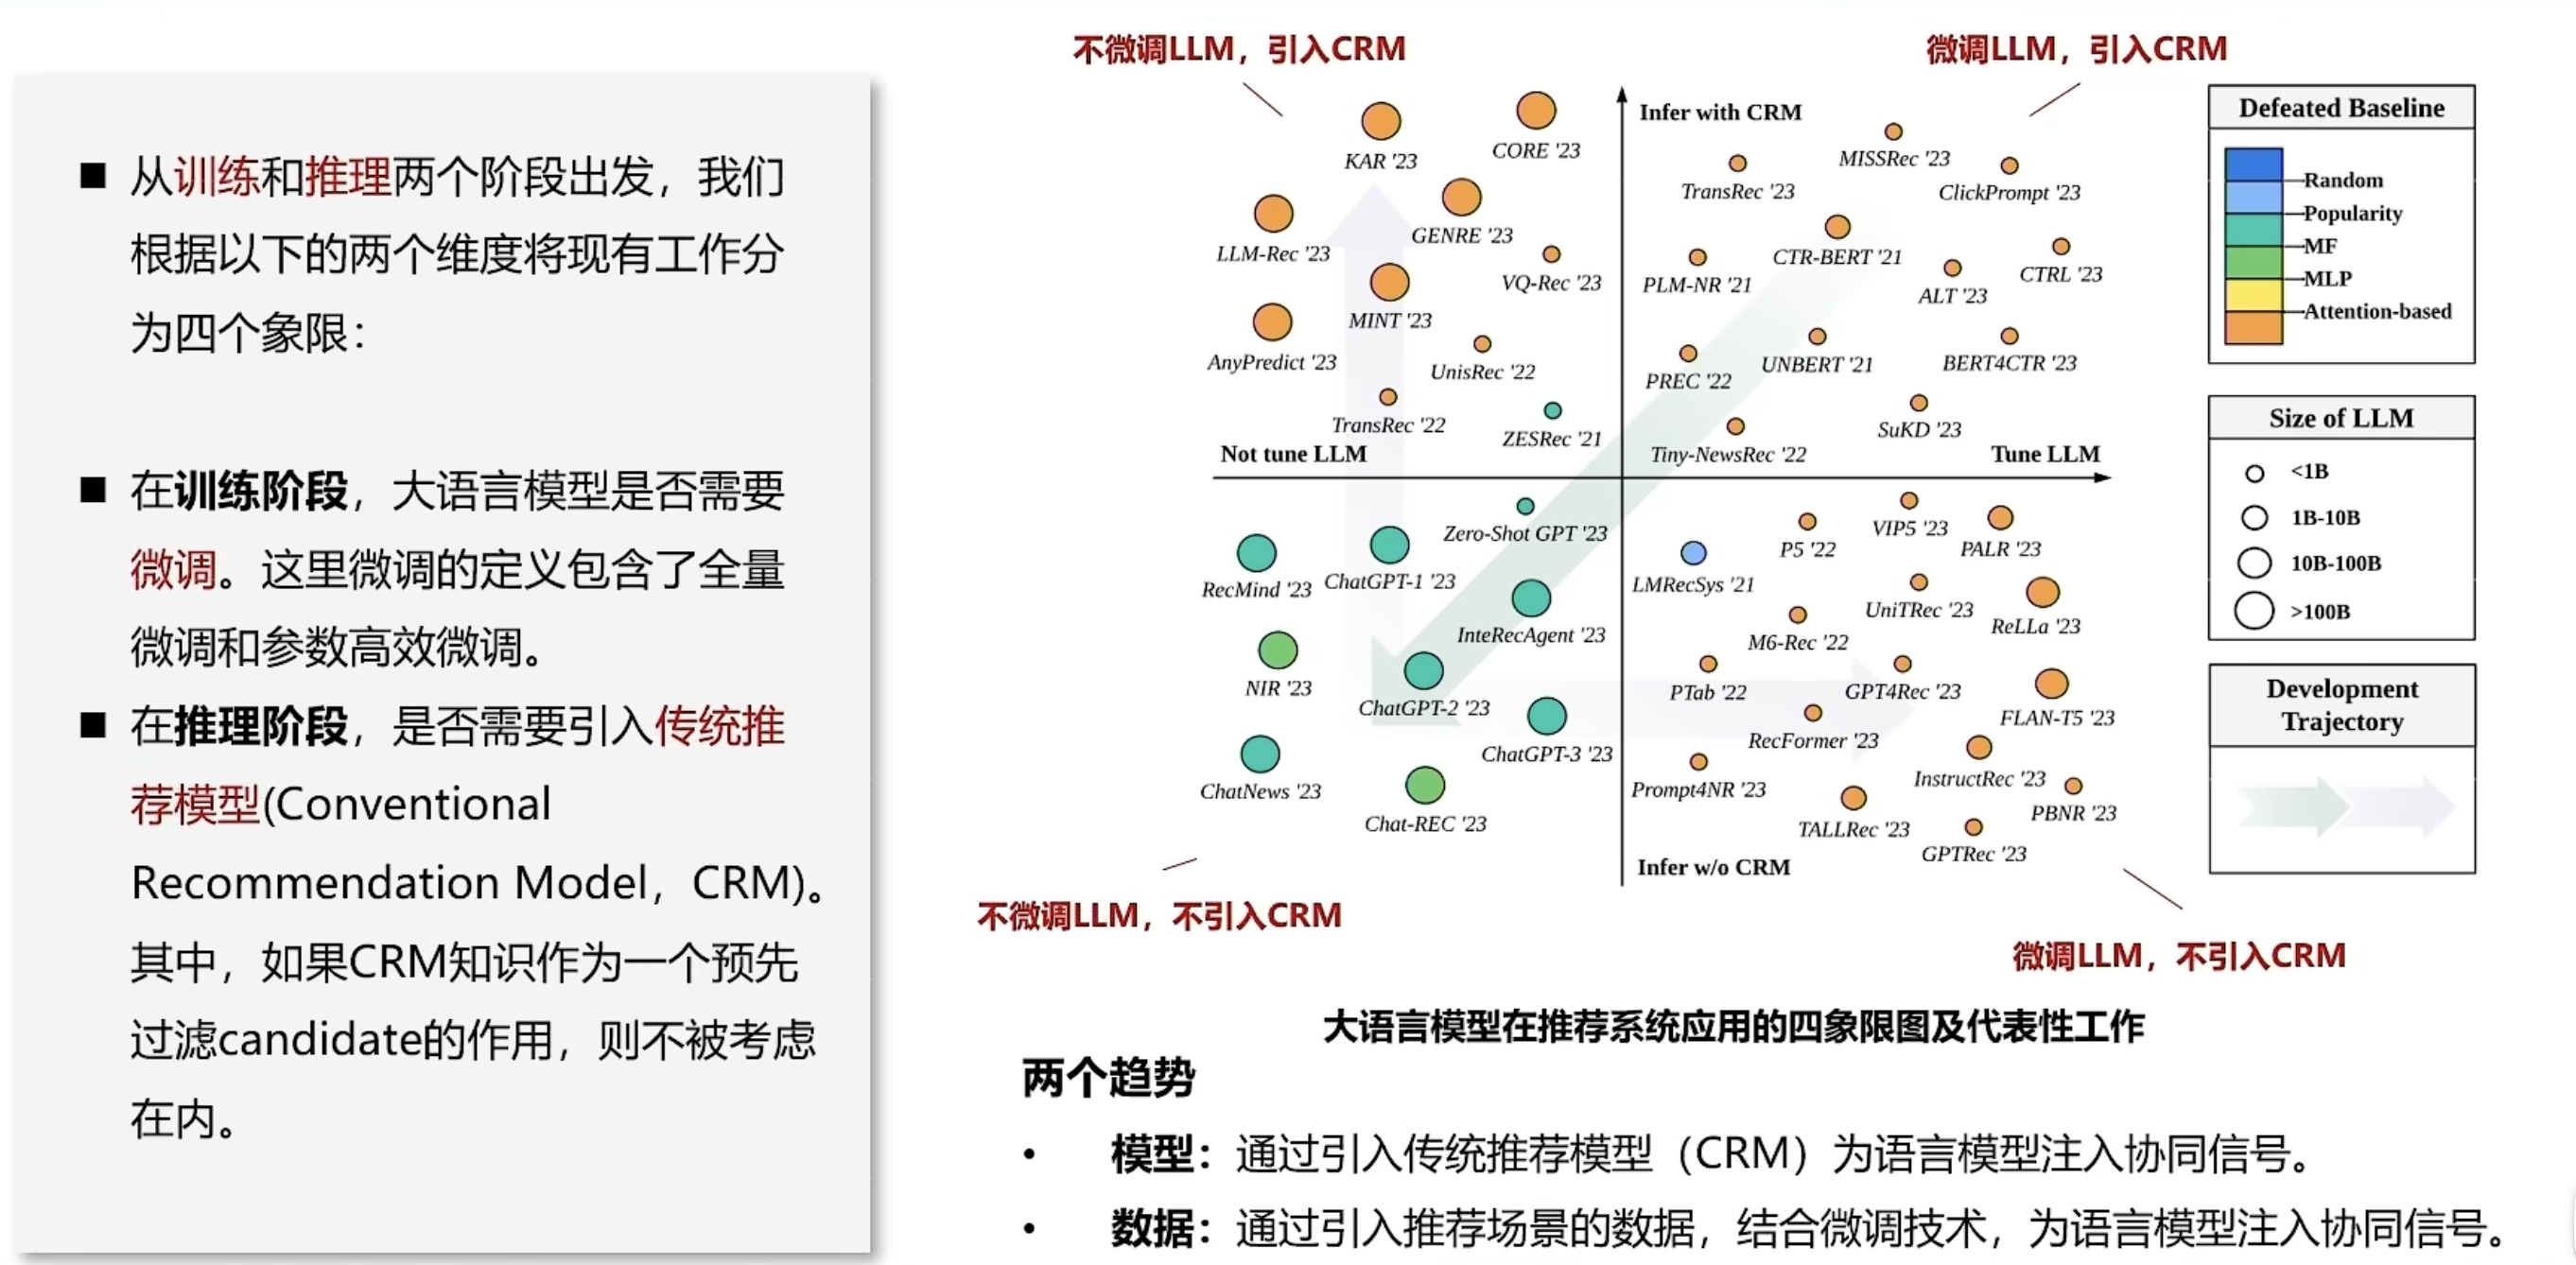 ■ 从训练和推理两个阶段出发，我们
根据以下的两个维度将现有工作分
为四个象限：
■ 在训练阶段，大语言模型是否需要
微调。这里微调的定义包含了全量
微调和参数高效微调。
■ 在推理阶段，是否需要引入传统推
荐模型(Conventional
Recommendation Model，CRM)。
其中，如果CRM知识作为一个预先
过滤candidate的作用，则不被考虑
在内。
不微调LLM，引入CRM
微调LLM，引入CRM
Infer with CRM
KAR '23
CORE '23
LLM-Rec '23
GENRE '23
VQ-Rec '23
MINT '23
AnyPredict '23
UnisRec '22
TransRec '22
ZESRec '21
Not tune LLM
MISSRec '23
TransRec '23
ClickPrompt '23
CTR-BERT '21
PLM-NR '21
CTRL '23
ALT '23
UNBERT '21
BERT4CTR '23
PREC '22
SuKD '23
Tiny-NewsRec '22
Tune LLM
Zero-Shot GPT '23
RecMind '23
ChatGPT-1 '23
InteRecAgent '23
NIR '23
ChatGPT-2 '23
ChatGPT-3 '23
ChatNews '23
Chat-REC '23
VIP5 '23
P5 '22
PALR '23
LMRecSys '21
UniTRec '23
ReLLa '23
M6-Rec '22
PTab '22
GPT4Rec '23
FLAN-T5 '23
RecFormer '23
InstructRec '23
Prompt4NR '23
PBNR '23
TALLRec '23
GPTRec '23
Infer w/o CRM
不微调LLM，不引入CRM
微调LLM，不引入CRM
Defeated Baseline
Random
Popularity
MF
MLP
Attention-based
Size of LLM
<1B
1B-10B
10B-100B
>100B
Development
Trajectory
大语言模型在推荐系统应用的四象限图及代表性工作
两个趋势
• 模型：通过引入传统推荐模型（CRM）为语言模型注入协同信号。
• 数据：通过引入推荐场景的数据，结合微调技术，为语言模型注入协同信号。